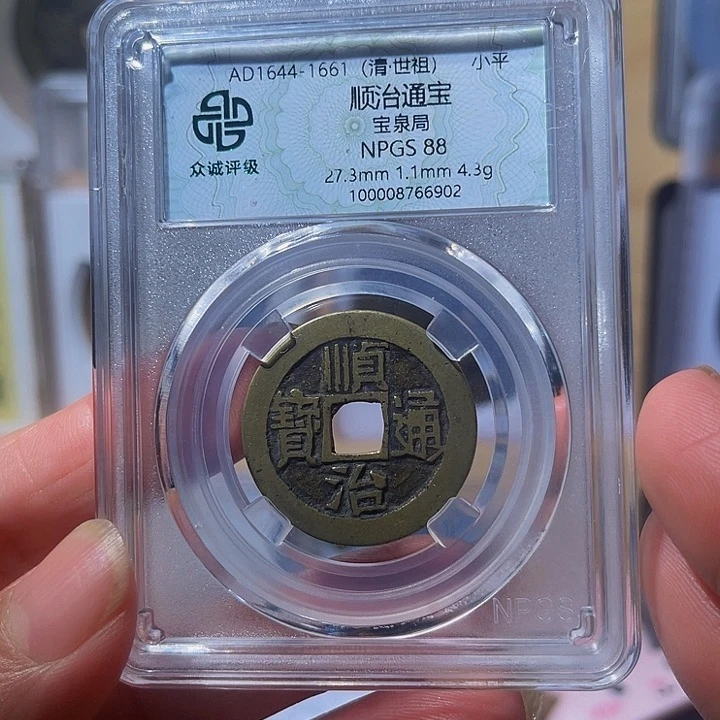 AD1644-1661 (清·世祖) 小平
顺治通宝
宝泉局
众诚评级
NPGS 88
27.3mm 1.1mm 4.3g
100008766902
順
治
通
寶
NPGS